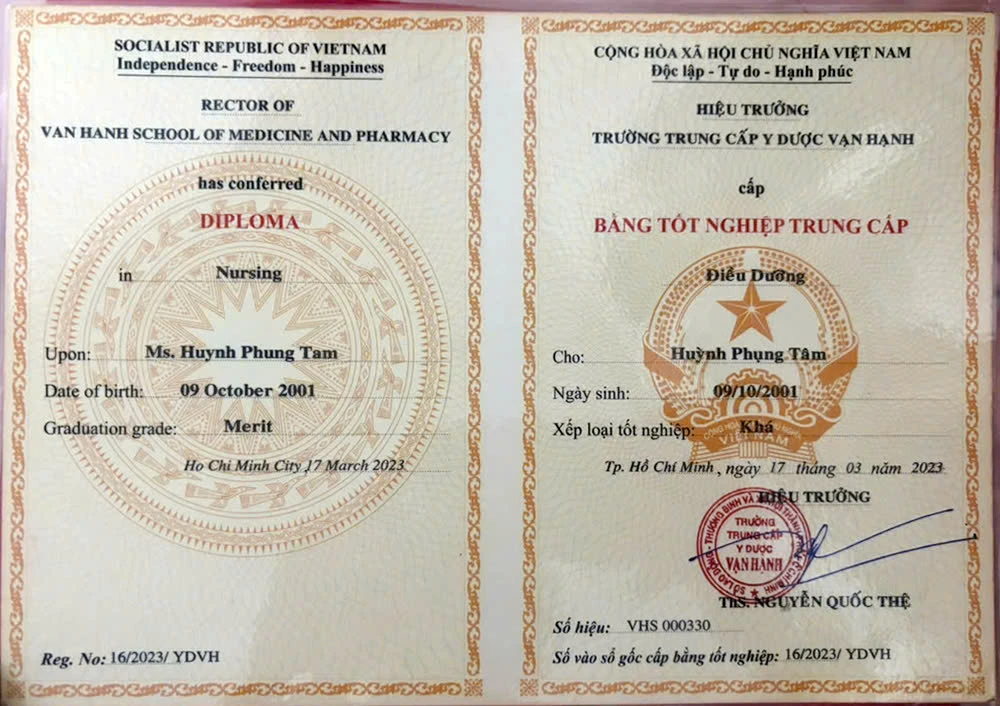 SOCIALIST REPUBLIC OF VIETNAM
Independence - Freedom - Happiness
RECTOR OF
VAN HANH SCHOOL OF MEDICINE AND PHARMACY
has conferred
DIPLOMA
in Nursing
Upon: Ms. Huynh Phung Tam
Date of birth: 09 October 2001
Graduation grade: Merit
Ho Chi Minh City ,17 March 2023
Reg. No: 16/2023/ YDVH
CỘNG HÒA XÃ HỘI CHỦ NGHĨA VIỆT NAM
Độc lập - Tự do - Hạnh phúc
HIỆU TRƯỞNG
TRƯỜNG TRUNG CẤP Y DƯỢC VẠN HẠNH
cấp
BẰNG TỐT NGHIỆP TRUNG CẤP
Điều Dưỡng
Cho: Huỳnh Phụng Tâm
Ngày sinh: 09/10/2001
Xếp loại tốt nghiệp: Khá
VIỆT NAM
Tp. Hồ Chí Minh , ngày 17 tháng 03 năm 2023
HIỆU TRƯỞNG
TRƯỜNG
TRUNG CẤP
Y DƯỢC
VẠN HẠNH
ThS. NGUYỄN QUỐC THỆ
Số hiệu: VHS 000330
Số vào sổ gốc cấp bằng tốt nghiệp: 16/2023/ YDVH